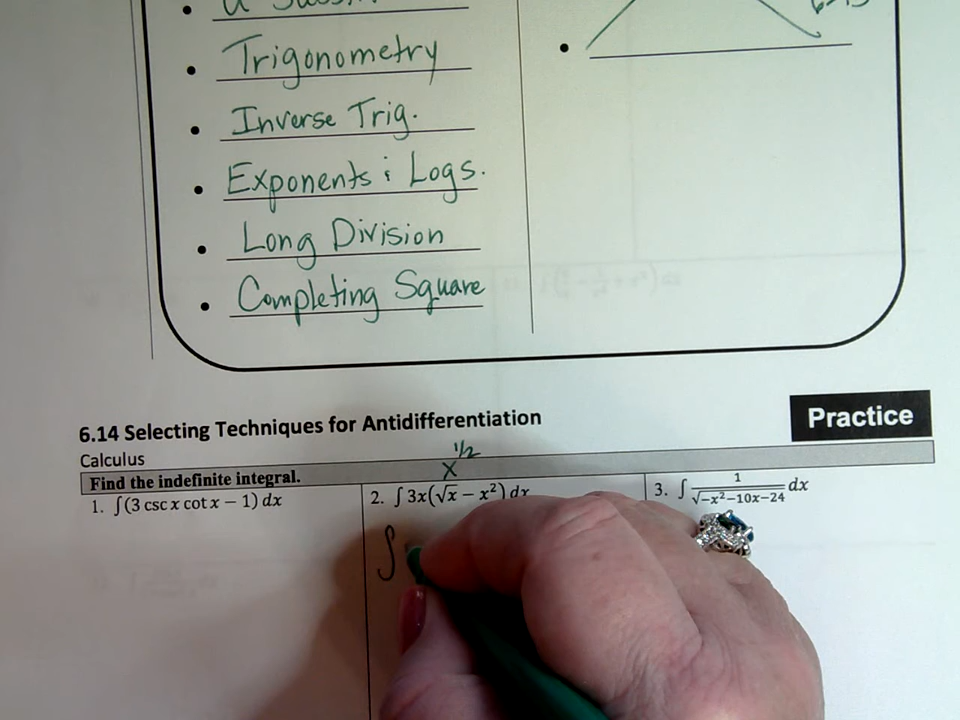 Trigonometry
Inverse Trig.
Exponents & Logs.
Long Division
Completing Square
6.14 Selecting Techniques for Antidifferentiation
Practice
Calculus
x^{1/2}
Find the indefinite integral.
1. ∫(3 csc x cot x − 1) dx
2. ∫ 3x(√x − x²) dx
3. ∫ 1/√(−x²−10x−24) dx
∫